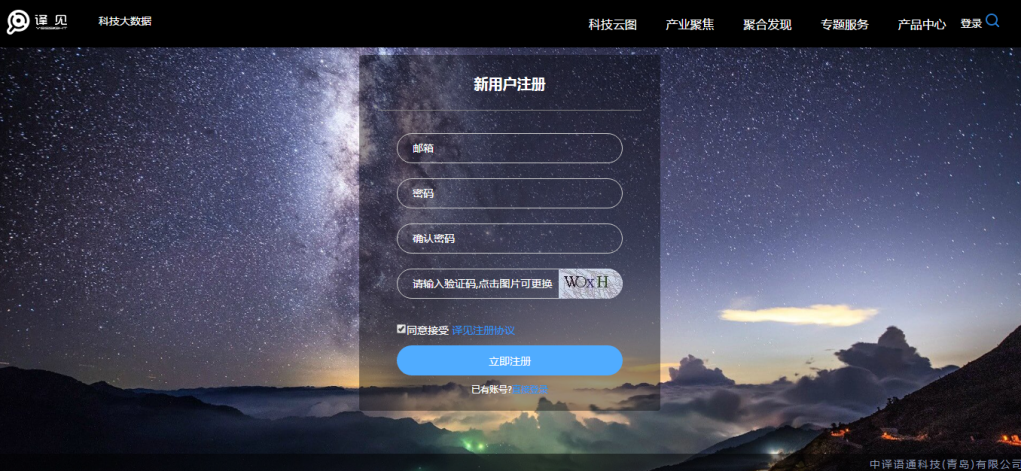 译见
科技大数据
科技云图
产业聚焦
聚合发现
专题服务
产品中心
登录
新用户注册
邮箱
密码
确认密码
请输入验证码,点击图片可更换
WOxH
同意接受 译见注册协议
立即注册
已有账号?
中译语通科技(青岛)有限公司